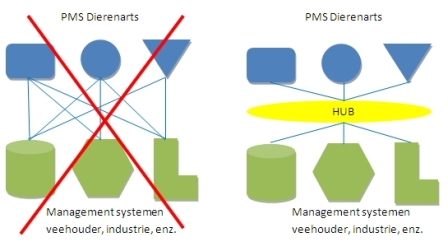 PMS Dierenarts
Management systemen
veehouder, industrie, enz.
PMS Dierenarts
HUB
Management systemen
veehouder, industrie, enz.